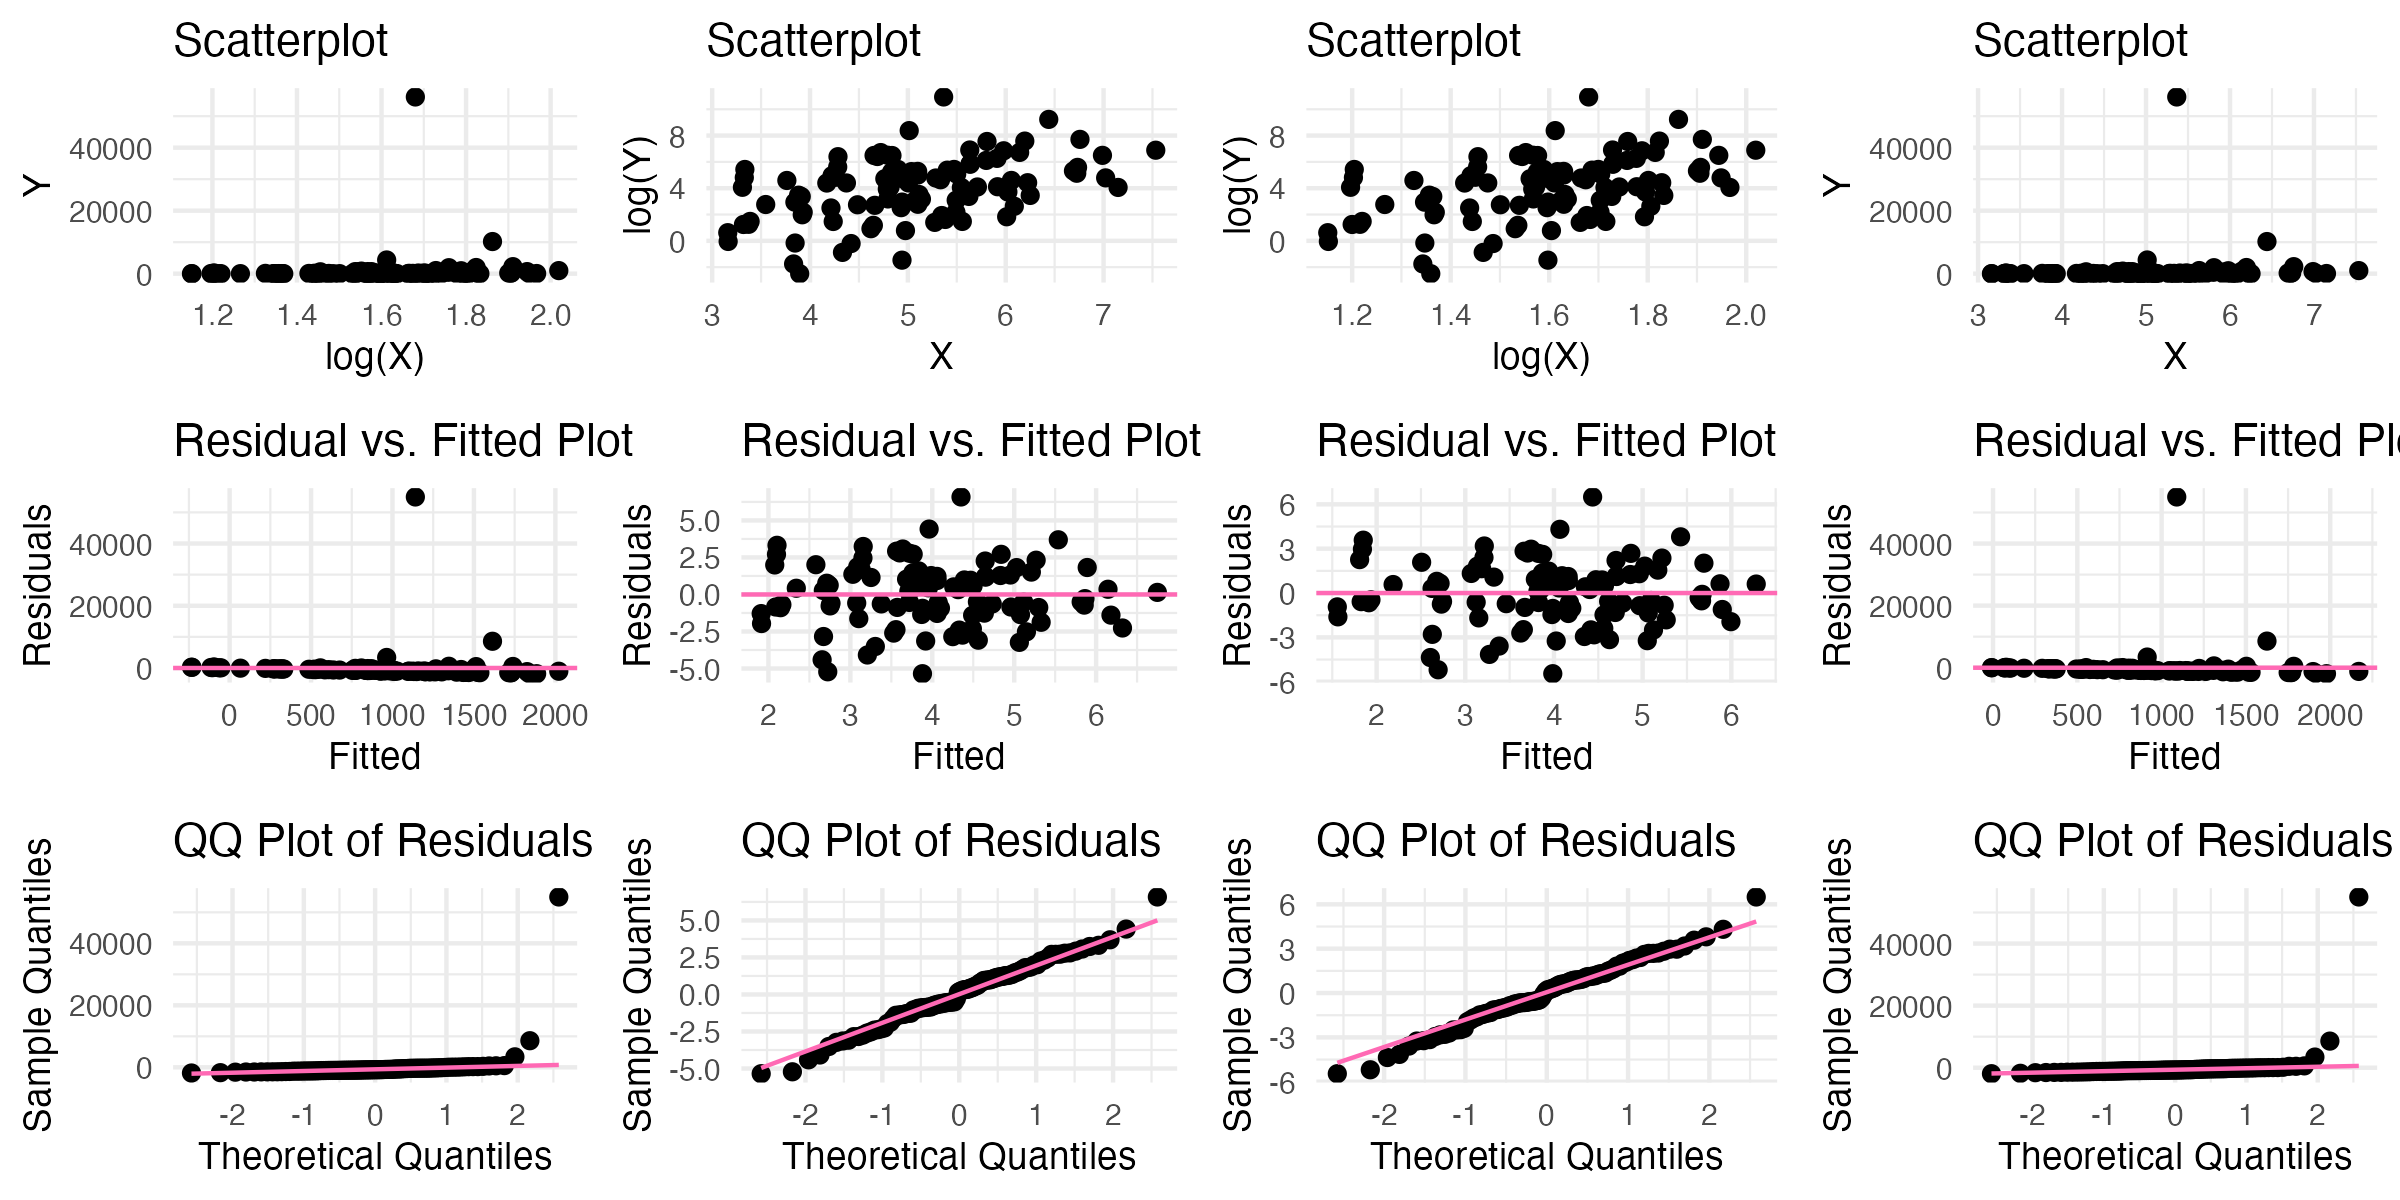 Scatterplot
Y
40000
20000
0
1.2 1.4 1.6 1.8 2.0
log(X)
Scatterplot
log(Y)
8
4
0
3 4 5 6 7
X
Scatterplot
log(Y)
8
4
0
1.2 1.4 1.6 1.8 2.0
log(X)
Scatterplot
Y
40000
20000
0
3 4 5 6 7
X
Residual vs. Fitted Plot
Residuals
40000
20000
0
0 500 1000 1500 2000
Fitted
Residual vs. Fitted Plot
Residuals
5.0
2.5
0.0
-2.5
-5.0
2 3 4 5 6
Fitted
Residual vs. Fitted Plot
Residuals
6
3
0
-3
-6
2 3 4 5 6
Fitted
Residual vs. Fitted Pl
Residuals
40000
20000
0
0 500 1000 1500 2000
Fitted
QQ Plot of Residuals
Sample Quantiles
40000
20000
0
-2 -1 0 1 2
Theoretical Quantiles
QQ Plot of Residuals
Sample Quantiles
5.0
2.5
0.0
-2.5
-5.0
-2 -1 0 1 2
Theoretical Quantiles
QQ Plot of Residuals
Sample Quantiles
6
3
0
-3
-6
-2 -1 0 1 2
Theoretical Quantiles
QQ Plot of Residuals
Sample Quantiles
40000
20000
0
-2 -1 0 1 2
Theoretical Quantiles